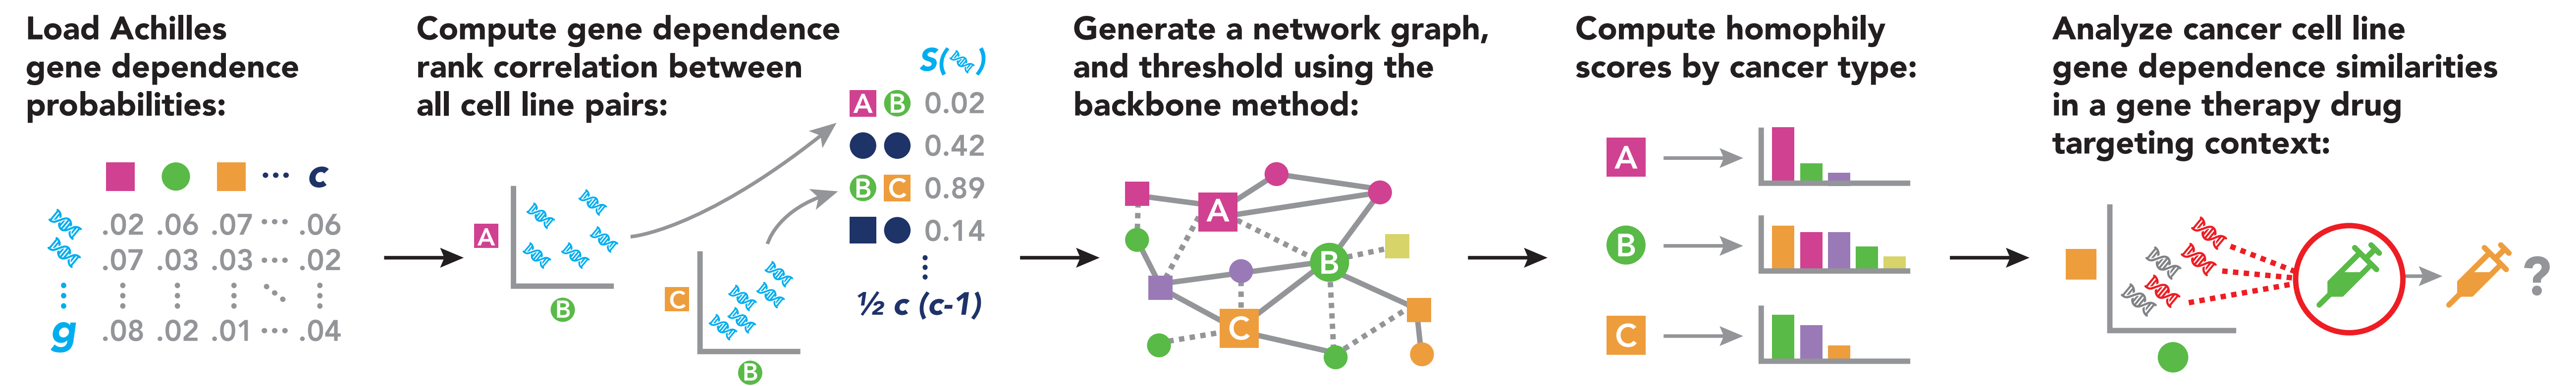 Load Achilles
gene dependence
probabilities:
... c
.02 .06 .07 ... .06
.07 .03 .03 ... .02
g .08 .02 .01 ... .04
Compute gene dependence
rank correlation between
all cell line pairs:
A
B
C
B
S( )
A B 0.02
0.42
B C 0.89
0.14
½ c (c-1)
Generate a network graph,
and threshold using the
backbone method:
A
B
C
Compute homophily
scores by cancer type:
A
B
C
Analyze cancer cell line
gene dependence similarities
in a gene therapy drug
targeting context:
?